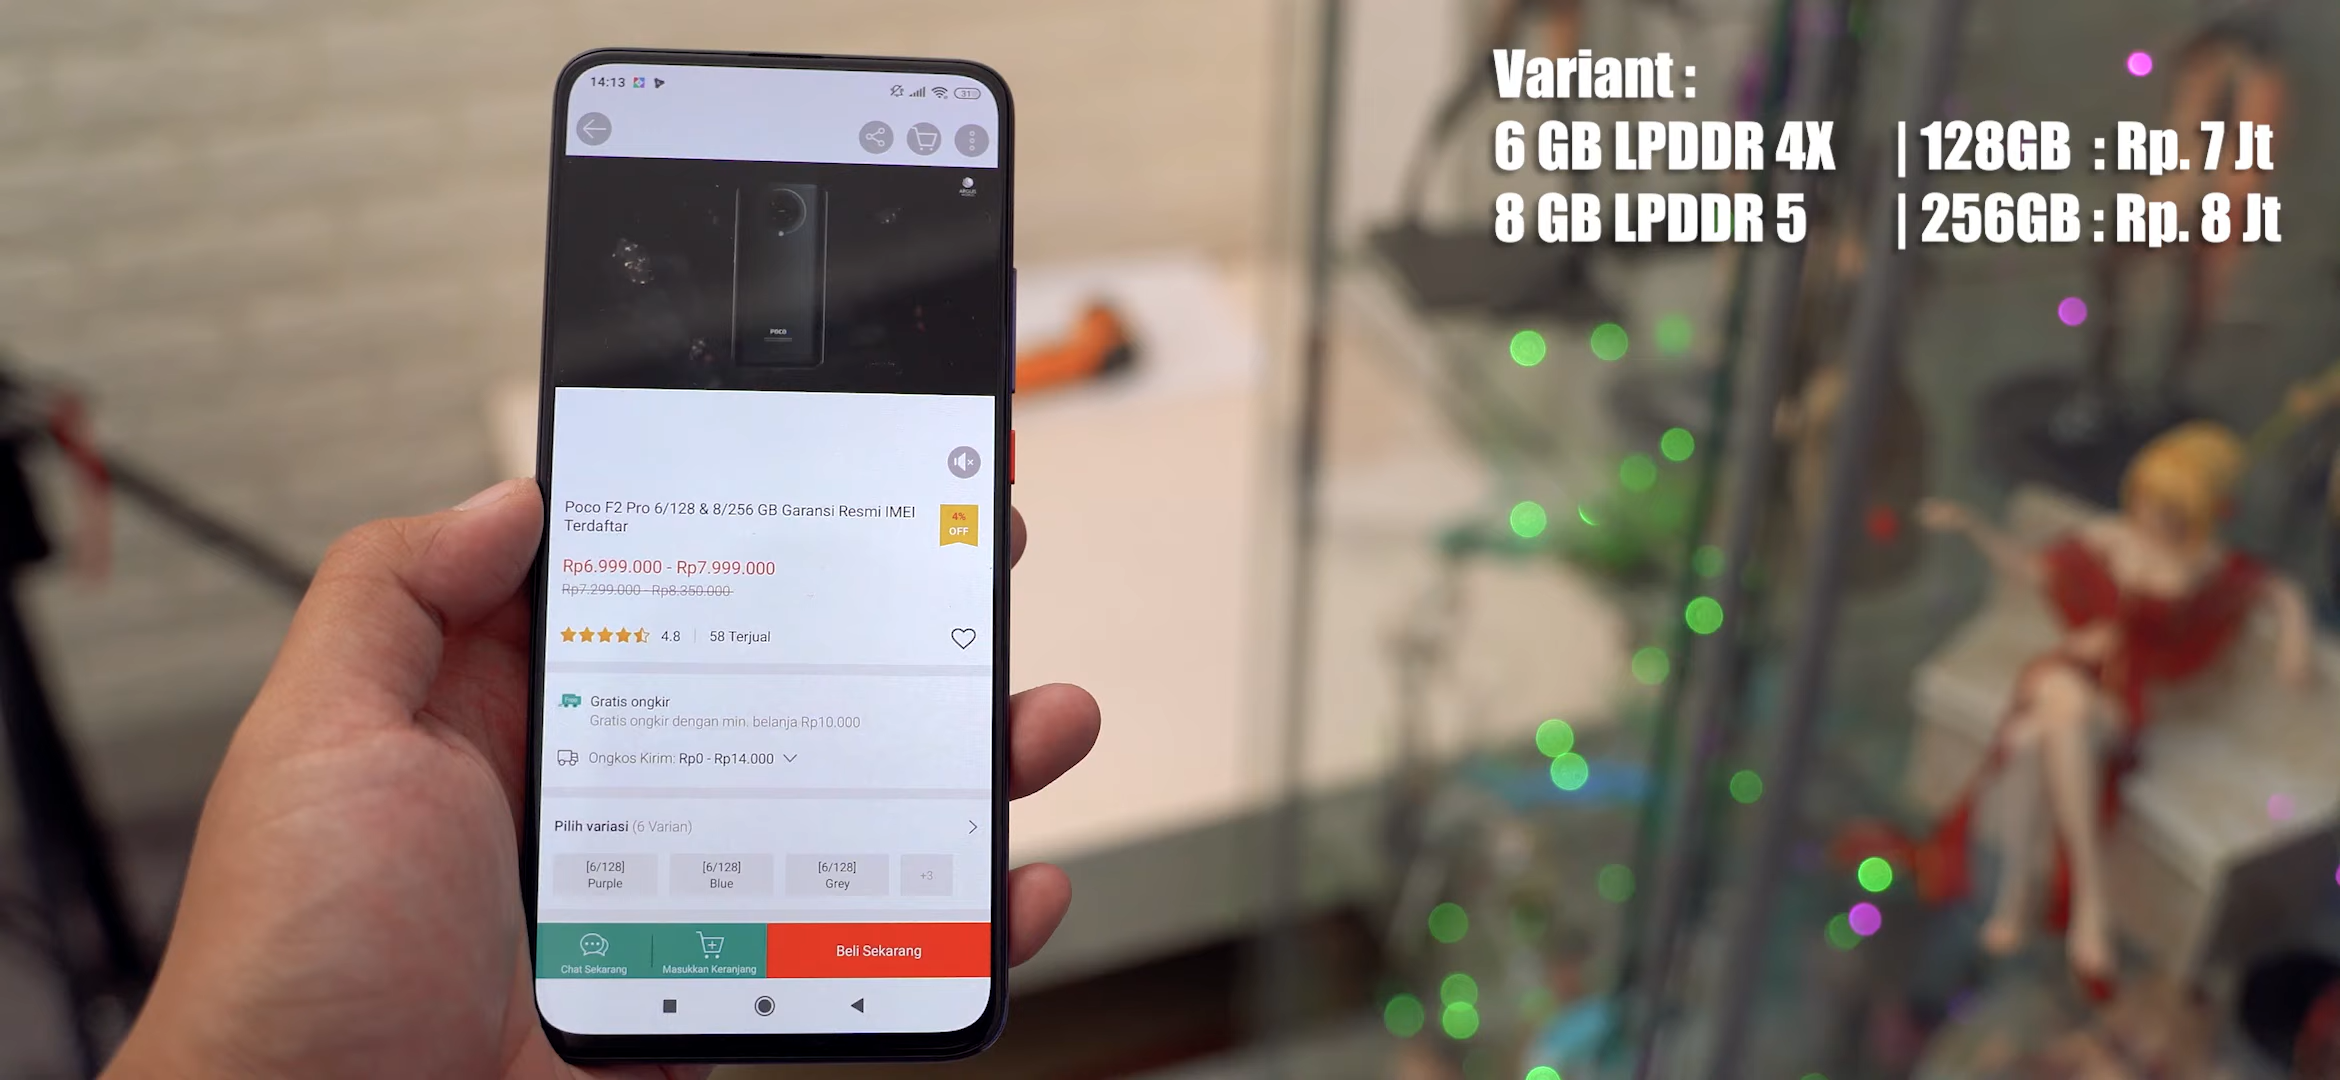 Variant :
6 GB LPDDR 4X | 128GB : Rp. 7 Jt
8 GB LPDDR 5 | 256GB : Rp. 8 Jt
14:13
31
POCO
Poco F2 Pro 6/128 & 8/256 GB Garansi Resmi IMEI
Terdaftar
4%
OFF
Rp6.999.000 - Rp7.999.000
Rp7.299.000 - Rp8.350.000
4.8 58 Terjual
Gratis ongkir
Gratis ongkir dengan min. belanja Rp10.000
Ongkos Kirim: Rp0 - Rp14.000
Pilih variasi (6 Varian)
[6/128]
Purple
[6/128]
Blue
[6/128]
Grey
+3
Chat Sekarang
Masukkan Keranjang
Beli Sekarang